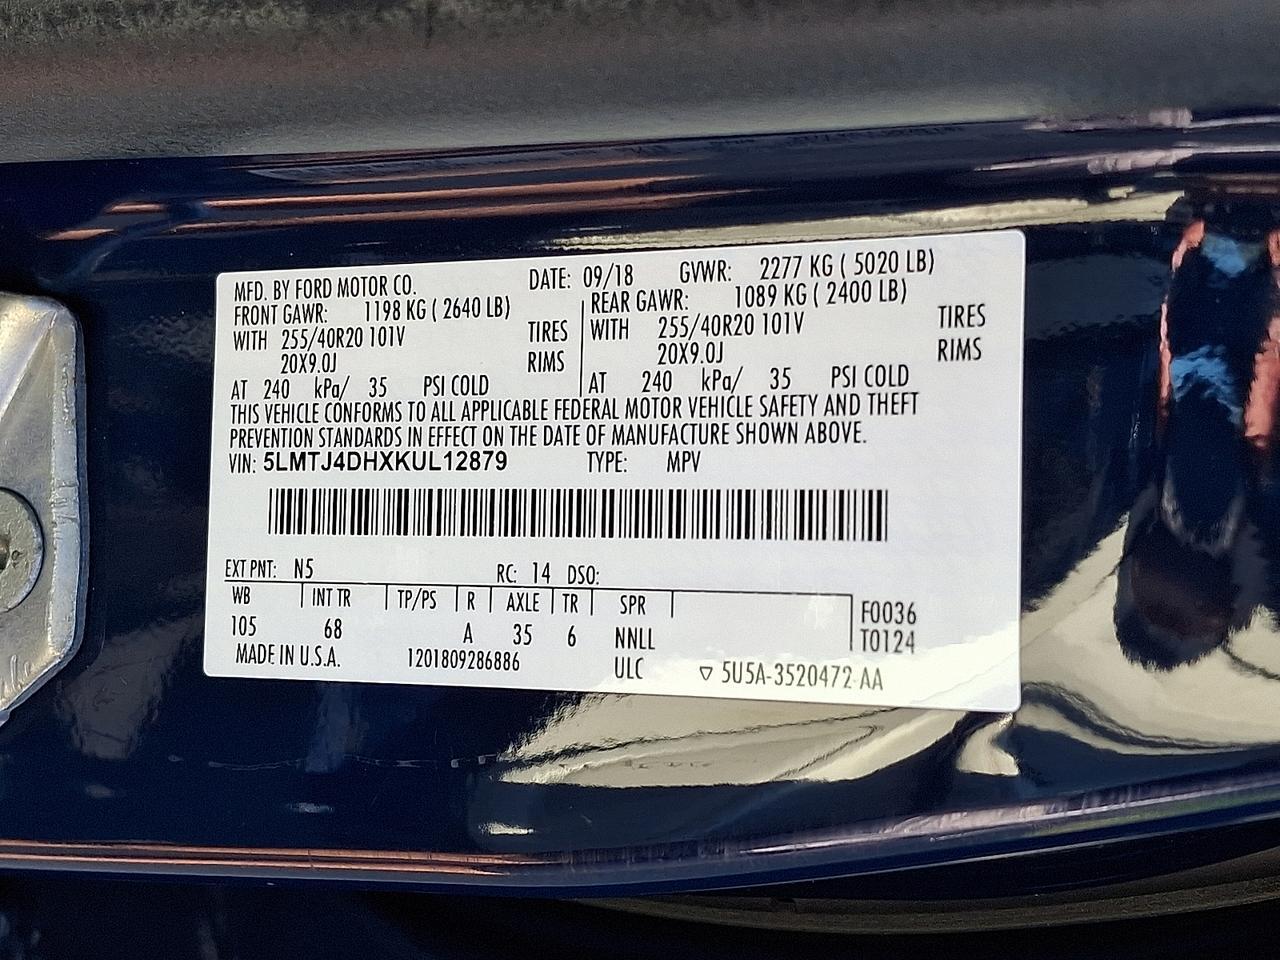 MFD. BY FORD MOTOR CO. DATE: 09/18 GVWR: 2277 KG ( 5020 LB)
FRONT GAWR: 1198 KG ( 2640 LB) REAR GAWR: 1089 KG ( 2400 LB)
WITH 255/40R20 101V TIRES WITH 255/40R20 101V TIRES
20X9.0J RIMS 20X9.0J RIMS
AT 240 kPa/ 35 PSI COLD AT 240 kPa/ 35 PSI COLD
THIS VEHICLE CONFORMS TO ALL APPLICABLE FEDERAL MOTOR VEHICLE SAFETY AND THEFT
PREVENTION STANDARDS IN EFFECT ON THE DATE OF MANUFACTURE SHOWN ABOVE.
VIN: 5LMTJ4DHXKUL12879 TYPE: MPV
EXT PNT: N5 RC: 14 DSO:
WB INT TR TP/PS R AXLE TR SPR F0036
105 68 A 35 6 NNLL T0124
MADE IN U.S.A. 1201809286886 ULC ▽ 5U5A-3520472-AA